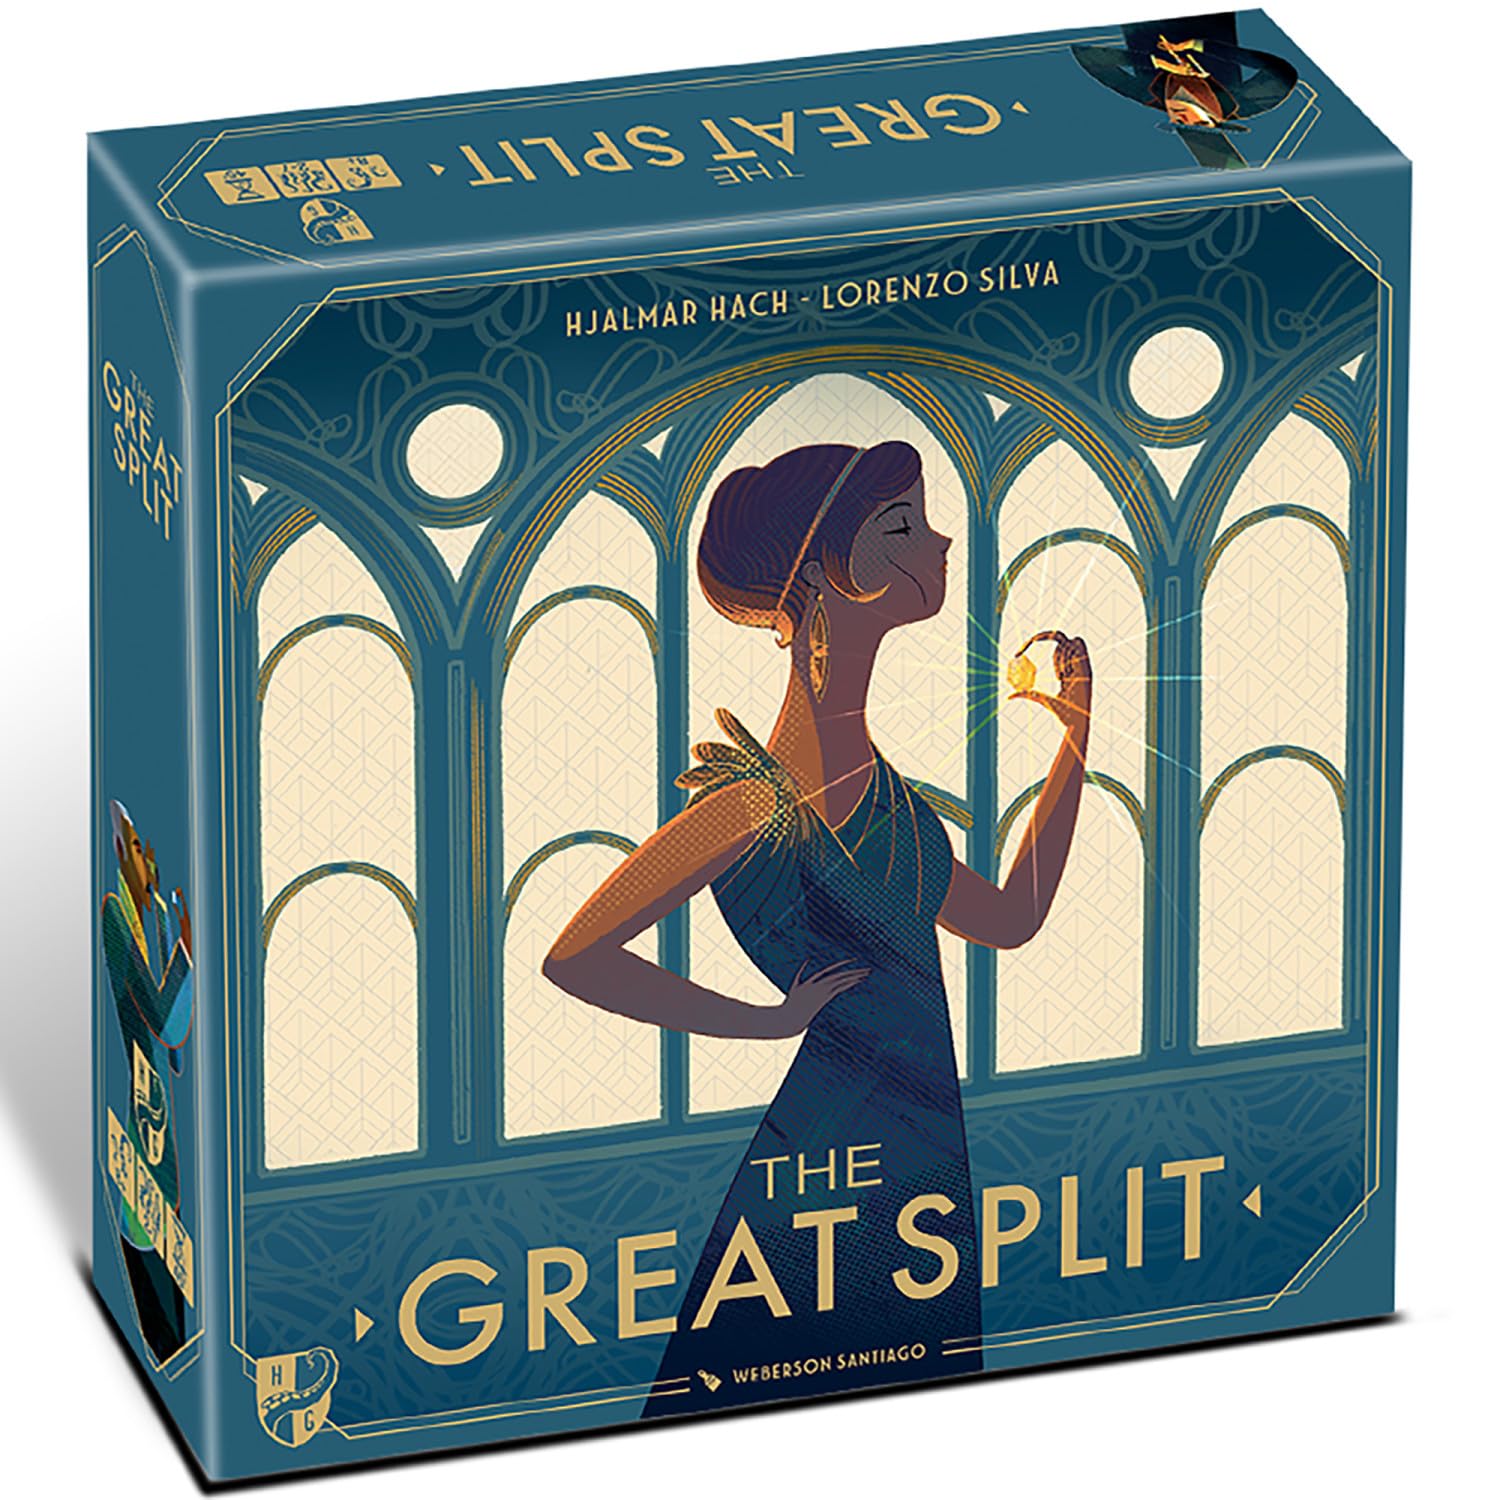 THE
GREAT SPLIT
HJALMAR HACH - LORENZO SILVA
THE
GREAT
SPLIT
THE
GREAT SPLIT
WEBERSON SANTIAGO
H
G